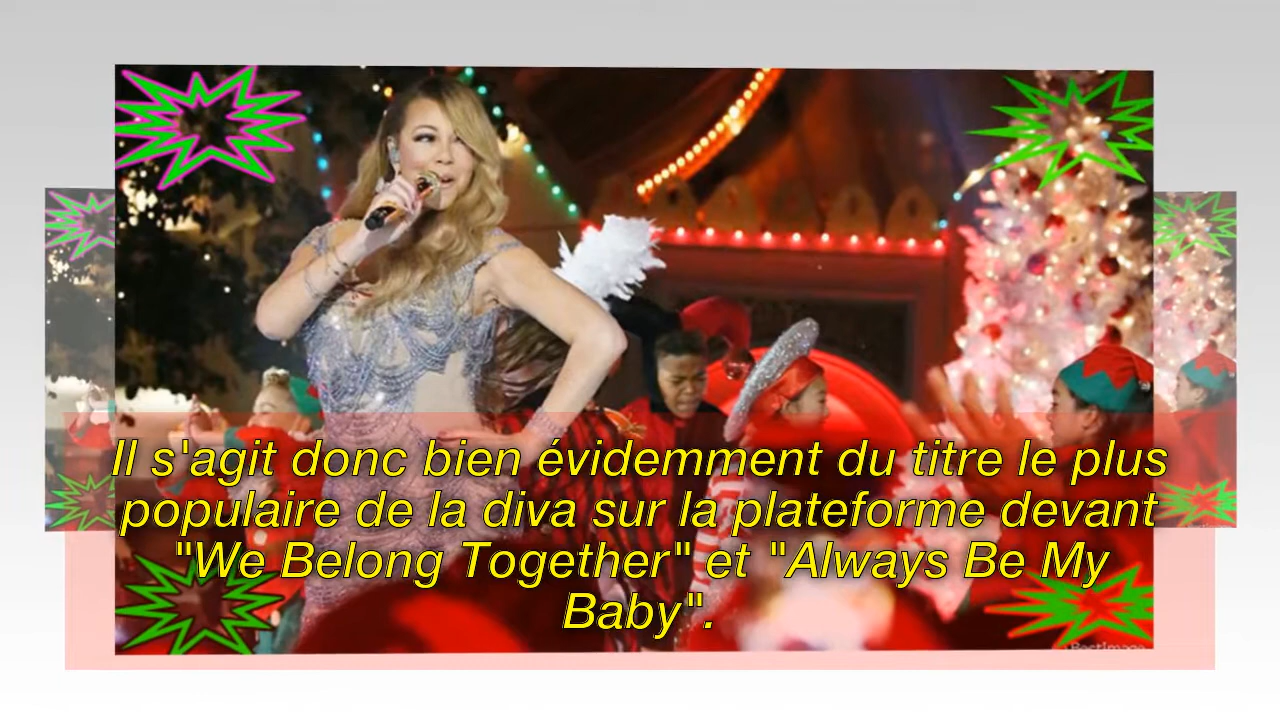 Il s'agit donc bien évidemment du titre le plus
populaire de la diva sur la plateforme devant
"We Belong Together" et "Always Be My
Baby".
BestImage